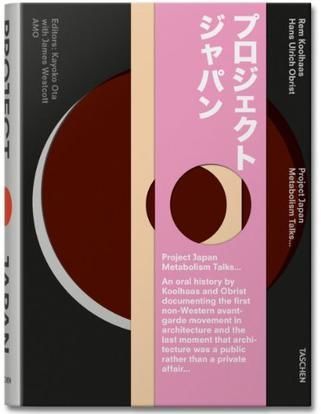 プロジェクト
ジャパン
Rem Koolhaas
Hans Ulrich Obrist
Project Japan
Metabolism Talks...
TASCHEN
Editors: Kayoko Ota
with James Westcott
AMO
Project Japan
Metabolism Talks...
An oral history by
Koolhaas and Obrist
documenting the first
non-Western avant-
garde movement in
architecture and the
last moment that archi-
tecture was a public
rather than a private
affair...
PROJECT
JAPAN
TASCHEN